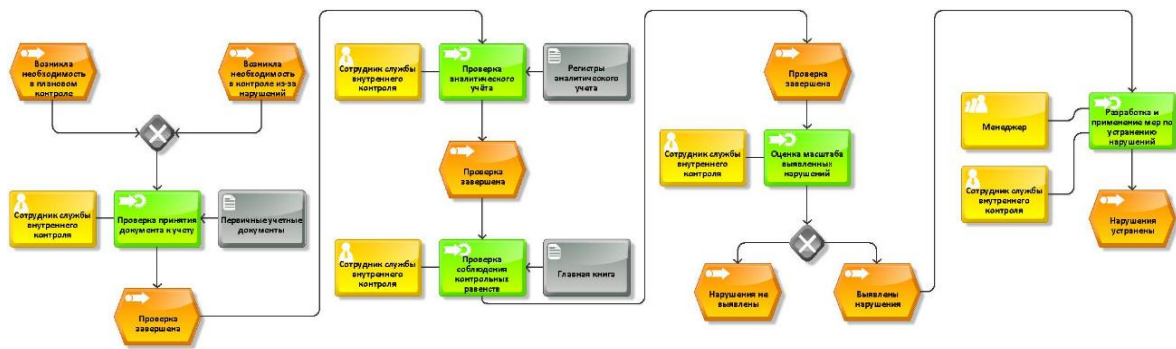 Возникла
необходимость
в плановом
контроле
Возникла
необходимость
в контроле из-за
нарушений
Сотрудник службы
внутреннего
контроля
Проверка принятия
документа к учету
Первичные учетные
документы
Проверка
завершена
Сотрудник службы
внутреннего
контроля
Проверка
аналитического
учёта
Регистры
аналитического
учета
Проверка
завершена
Сотрудник службы
внутреннего
контроля
Проверка
соблюдения
контрольных
равенств
Главная книга
Проверка
завершена
Сотрудник службы
внутреннего
контроля
Оценка масштаба
выявленных
нарушений
Нарушения не
выявлены
Выявлены
нарушения
Менеджер
Разработка и
применение мер по
устранению
нарушений
Сотрудник службы
внутреннего
контроля
Нарушения
устранены